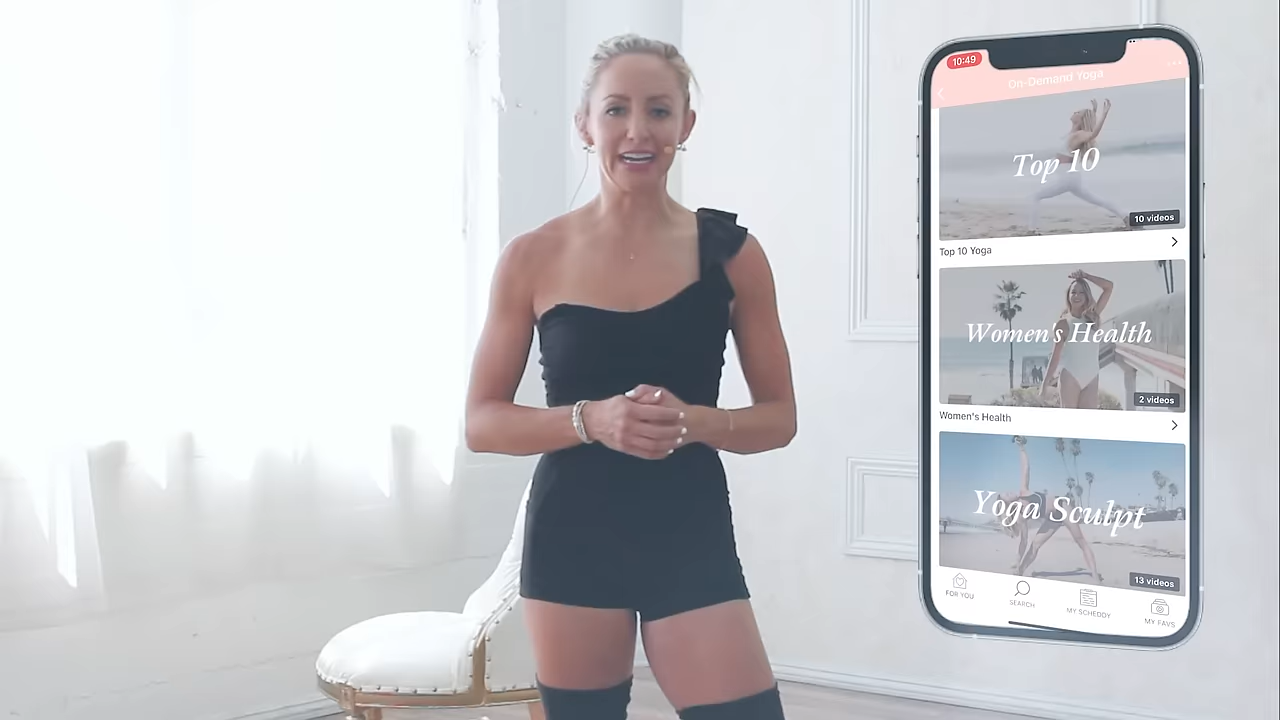 10:49
On-Demand Yoga
Top 10
10 videos
Top 10 Yoga
Women's Health
2 videos
Women's Health
Yoga Sculpt
13 videos
FOR YOU
SEARCH
MY SCHEDDY
MY FAVS